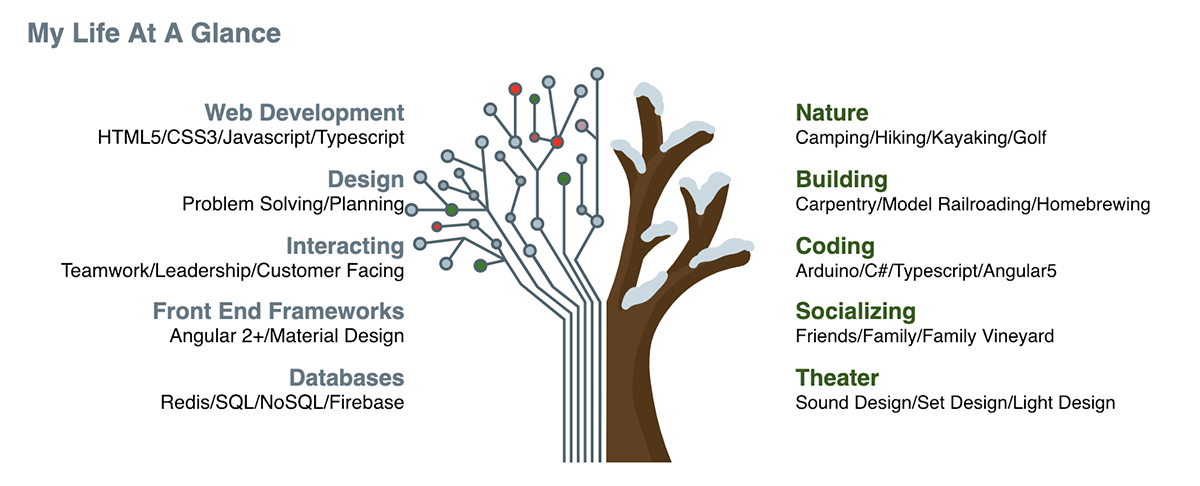 My Life At A Glance
Web Development
HTML5/CSS3/Javascript/Typescript
Design
Problem Solving/Planning
Interacting
Teamwork/Leadership/Customer Facing
Front End Frameworks
Angular 2+/Material Design
Databases
Redis/SQL/NoSQL/Firebase
Nature
Camping/Hiking/Kayaking/Golf
Building
Carpentry/Model Railroading/Homebrewing
Coding
Arduino/C#/Typescript/Angular5
Socializing
Friends/Family/Family Vineyard
Theater
Sound Design/Set Design/Light Design